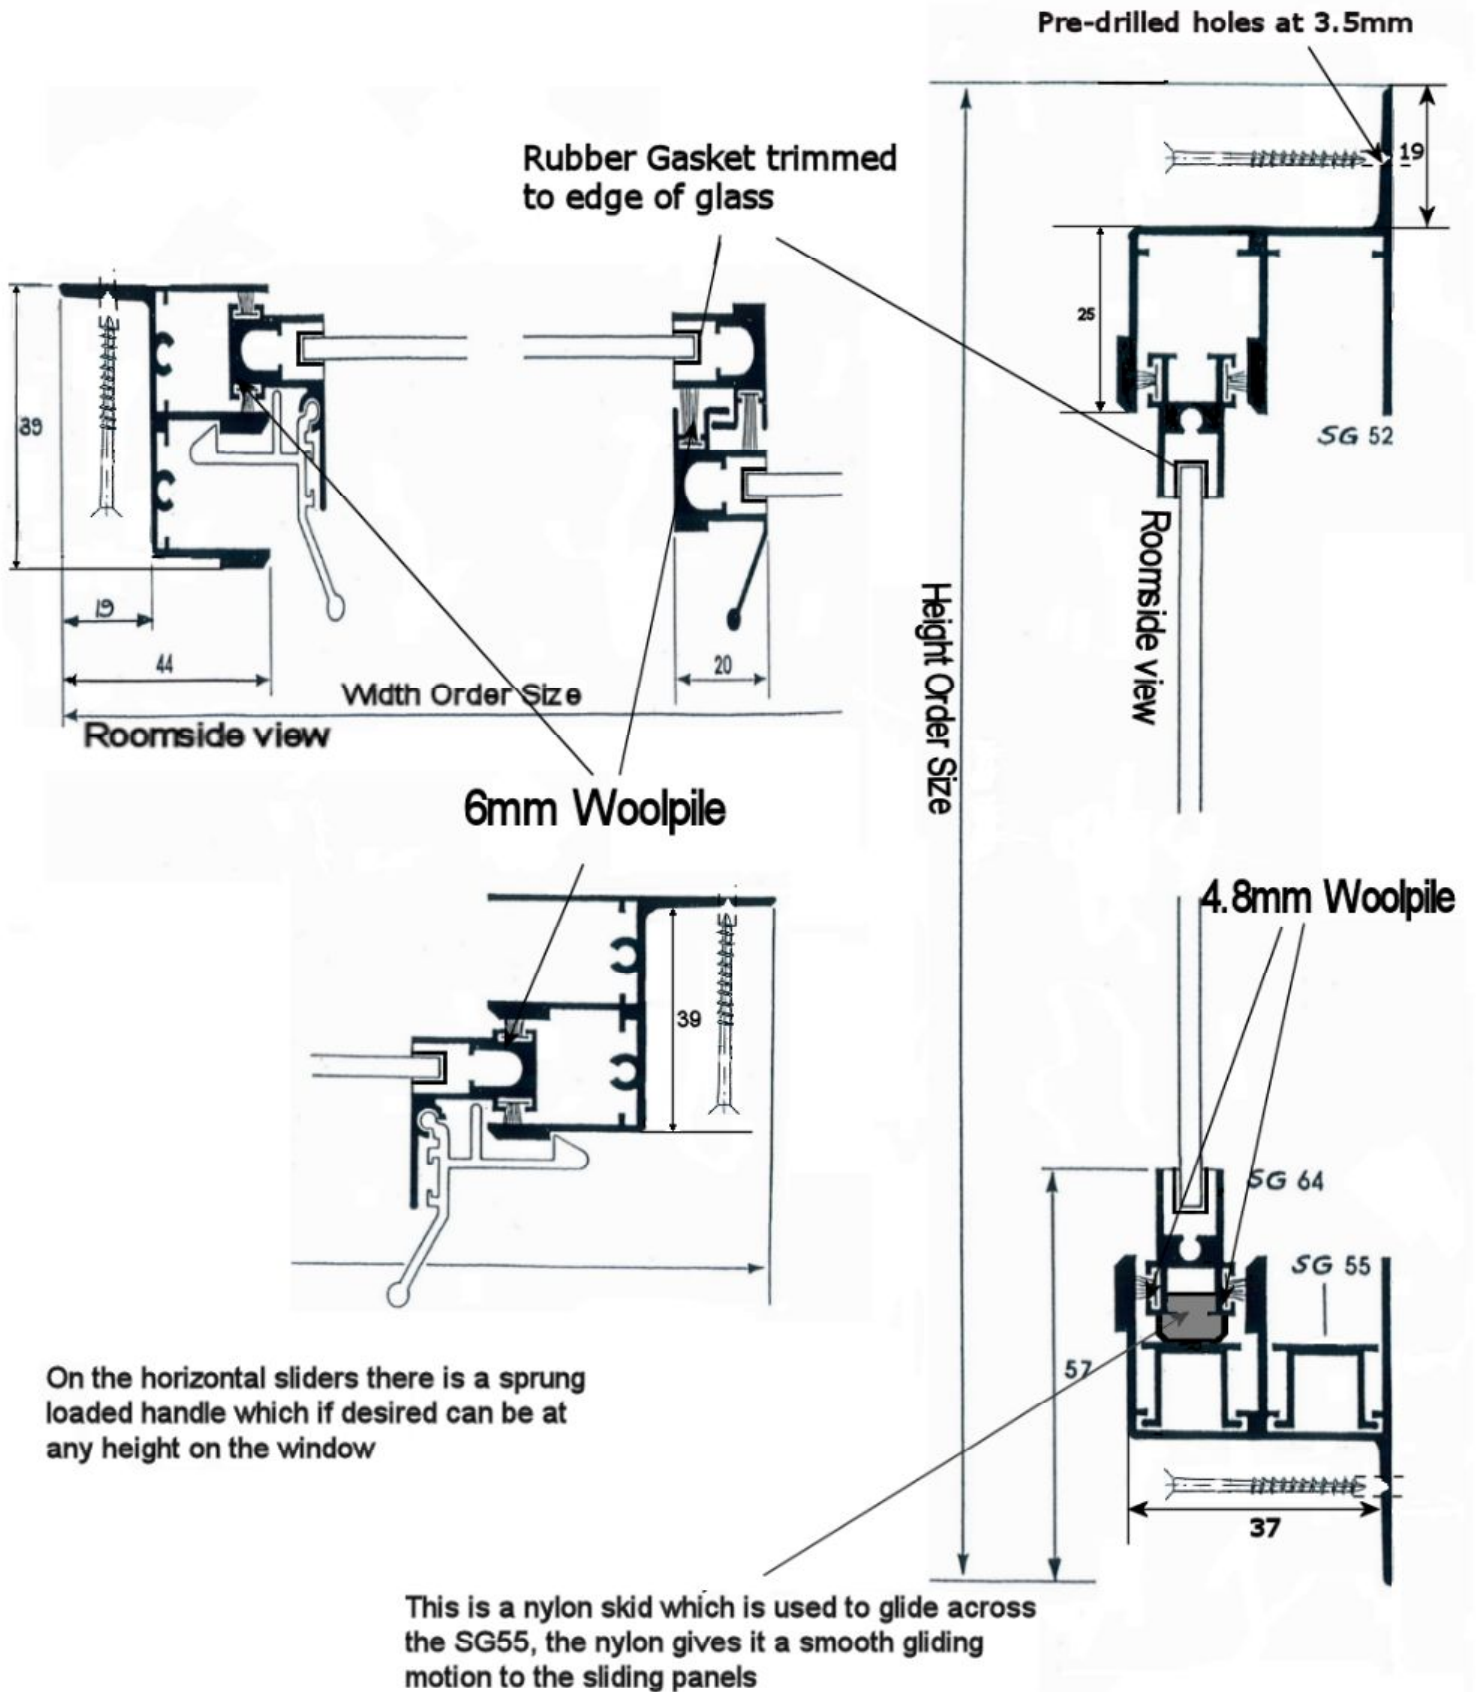 Pre-drilled holes at 3.5mm
Rubber Gasket trimmed
to edge of glass
19
25
SG 52
39
19
44
20
Width Order Size
Roomside view
Height Order Size
Roomside view
6mm Woolpile
4.8mm Woolpile
39
SG 64
SG 55
57
37
On the horizontal sliders there is a sprung
loaded handle which if desired can be at
any height on the window
This is a nylon skid which is used to glide across
the SG55, the nylon gives it a smooth gliding
motion to the sliding panels